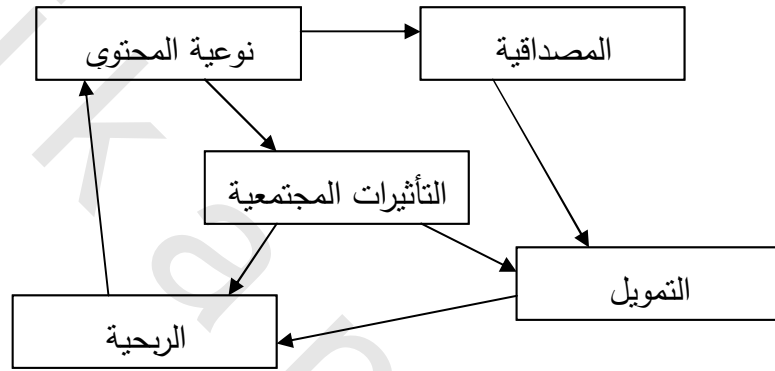 المصداقية
نوعية المحتوى
التأثيرات المجتمعية
التمويل
الربحية